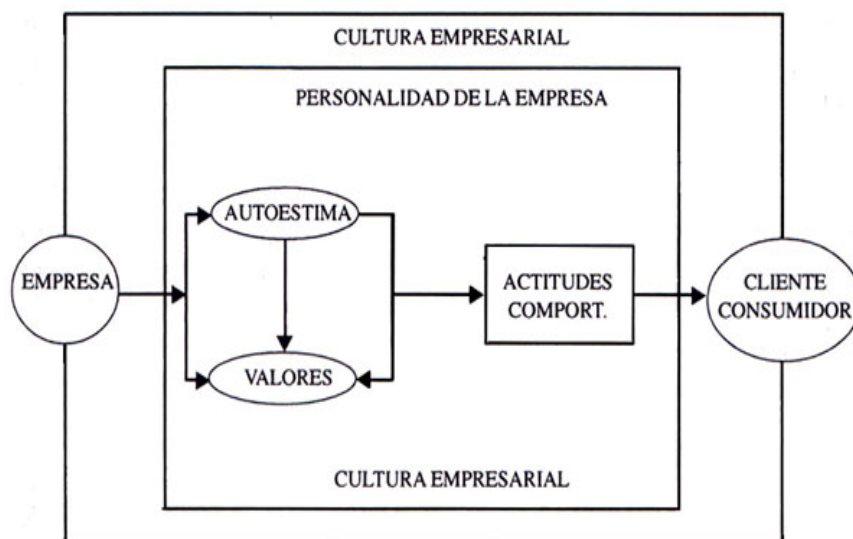 CULTURA EMPRESARIAL
PERSONALIDAD DE LA EMPRESA
AUTOESTIMA
EMPRESA
ACTITUDES
COMPORT.
CLIENTE
CONSUMIDOR
VALORES
CULTURA EMPRESARIAL